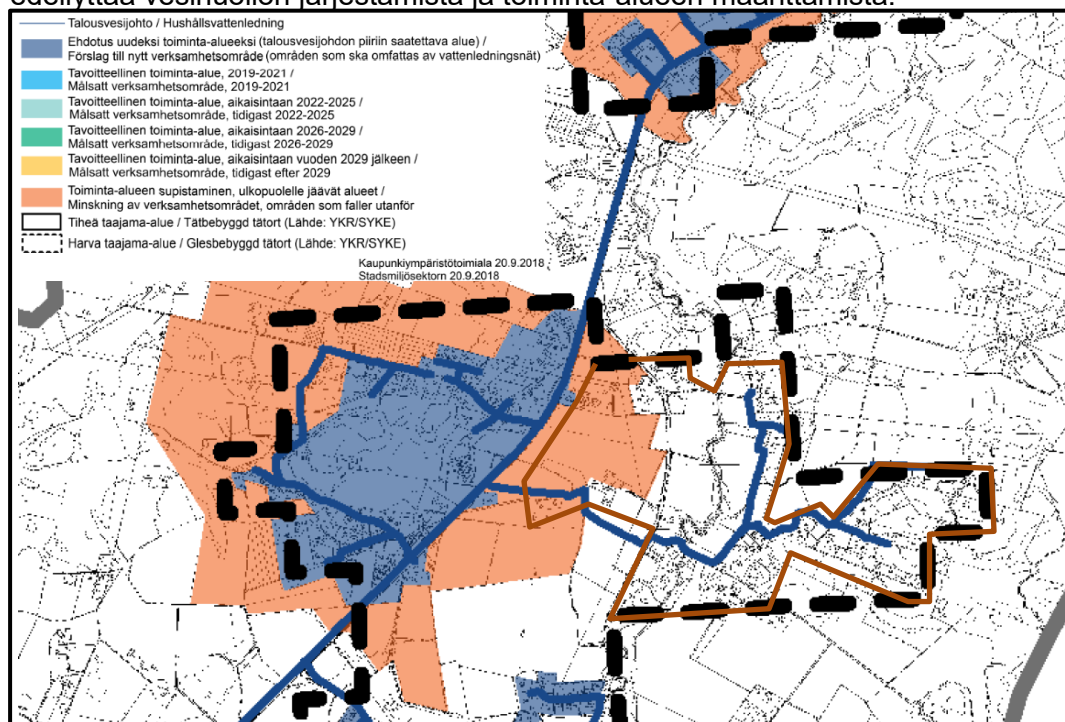 edellyttää vesihuollon järjestämistä ja toiminta-alueen määrittämistä.
Talousvesijohto / Hushållsvattenledning
Ehdotus uudeksi toiminta-alueeksi (talousvesijohdon piiriin saatettava alue) /
Förslag till nytt verksamhetsområde (områden som ska omfattas av vattenledningsnät)
Tavoitteellinen toiminta-alue, 2019-2021 /
Målsatt verksamhetsområde, 2019-2021
Tavoitteellinen toiminta-alue, aikaisintaan 2022-2025 /
Målsatt verksamhetsområde, tidigast 2022-2025
Tavoitteellinen toiminta-alue, aikaisintaan 2026-2029 /
Målsatt verksamhetsområde, tidigast 2026-2029
Tavoitteellinen toiminta-alue, aikaisintaan vuoden 2029 jälkeen /
Målsatt verksamhetsområde, tidigast efter 2029
Toiminta-alueen supistaminen, ulkopuolelle jäävät alueet /
Minskning av verksamhetsområdet, områden som faller utanför
Tiheä taajama-alue / Tätbebyggd tätort (Lähde: YKR/SYKE)
Harva taajama-alue / Glesbebyggd tätort (Lähde: YKR/SYKE)
Kaupunkiympäristötoimiala 20.9.2018
Stadsmiljösektorn 20.9.2018